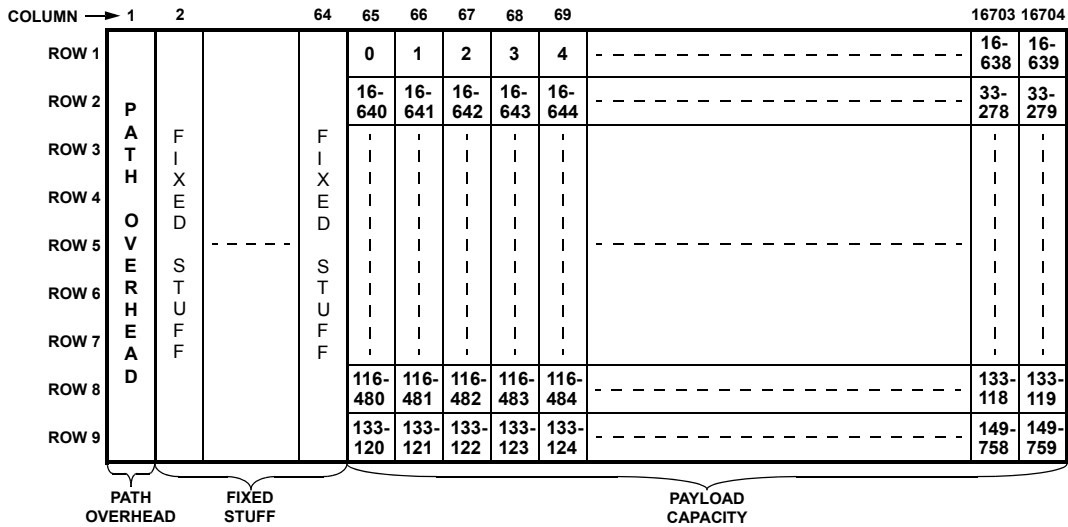 COLUMN 1 2 64 65 66 67 68 69 16703 16704
ROW 1 0 1 2 3 4 16-638 16-639
ROW 2 16-640 16-641 16-642 16-643 16-644 33-278 33-279
ROW 3
ROW 4
ROW 5
ROW 6
ROW 7
ROW 8 116-480 116-481 116-482 116-483 116-484 133-118 133-119
ROW 9 133-120 133-121 133-122 133-123 133-124 149-758 149-759
PATH OVERHEAD
FIXED STUFF
FIXED STUFF
PATH OVERHEAD
FIXED STUFF
PAYLOAD CAPACITY